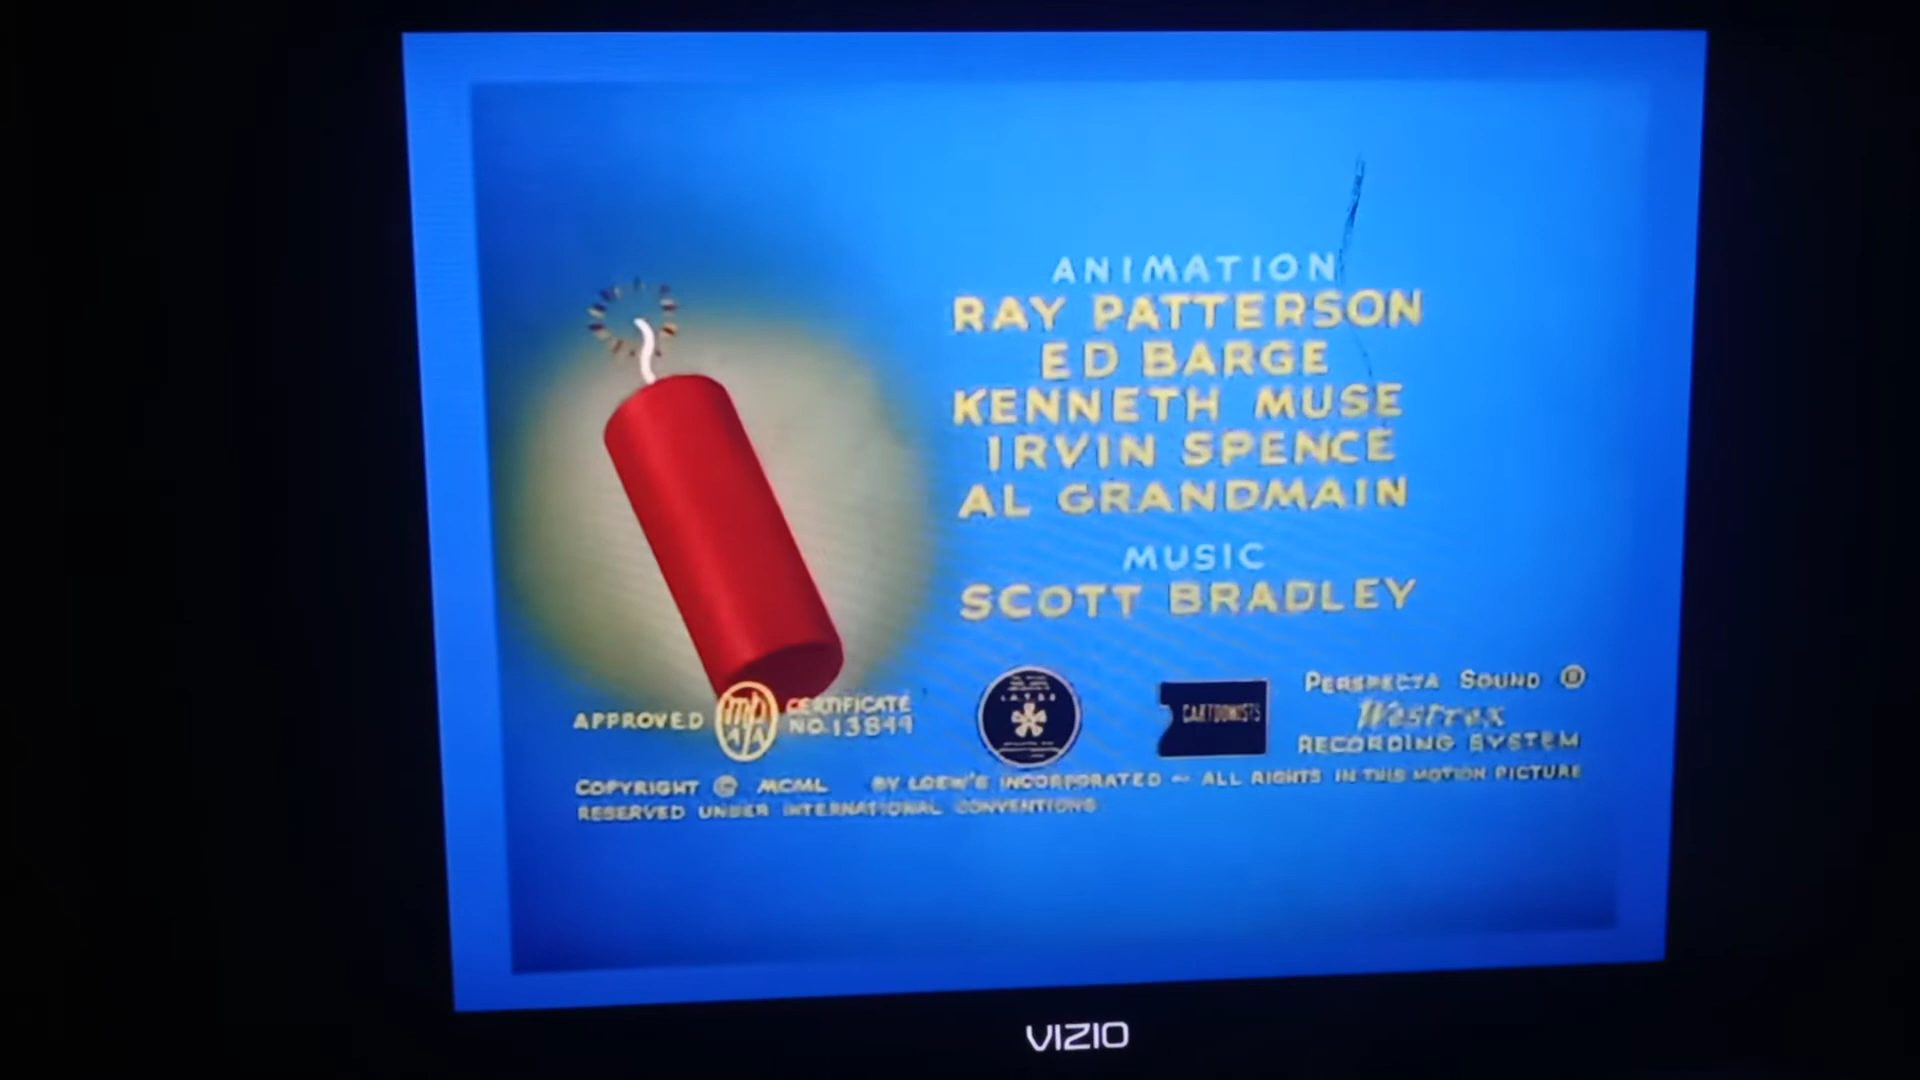 ANIMATION
RAY PATTERSON
ED BARGE
KENNETH MUSE
IRVIN SPENCE
AL GRANDMAIN
MUSIC
SCOTT BRADLEY
APPROVED
MPAA
CERTIFICATE
NO.13849
I.A.T.S.E
CARTOONISTS
PERSPECTA SOUND ®
Westrex
RECORDING SYSTEM
COPYRIGHT © MCML BY LOEW'S INCORPORATED – ALL RIGHTS IN THIS MOTION PICTURE
RESERVED UNDER INTERNATIONAL CONVENTIONS
VIZIO